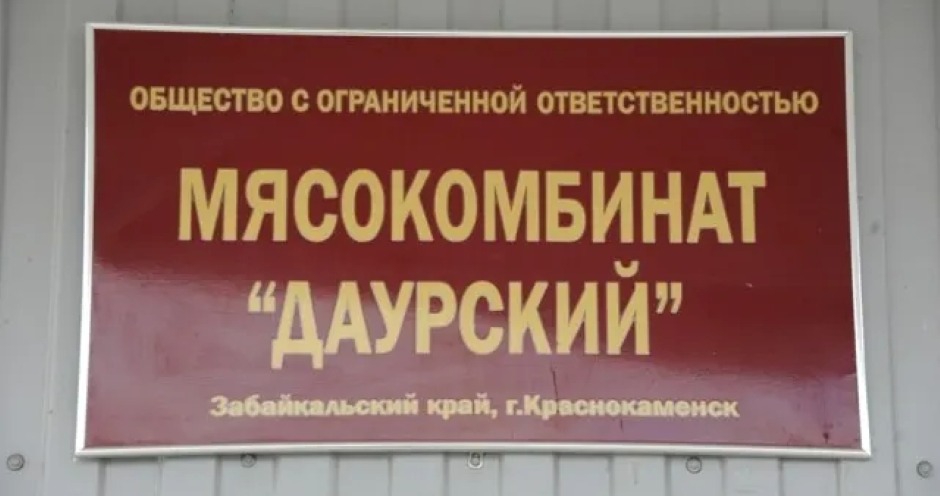 ОБЩЕСТВО С ОГРАНИЧЕННОЙ ОТВЕТСТВЕННОСТЬЮ
МЯСОКОМБИНАТ
“ДАУРСКИЙ”
Забайкальский край, г.Краснокаменск